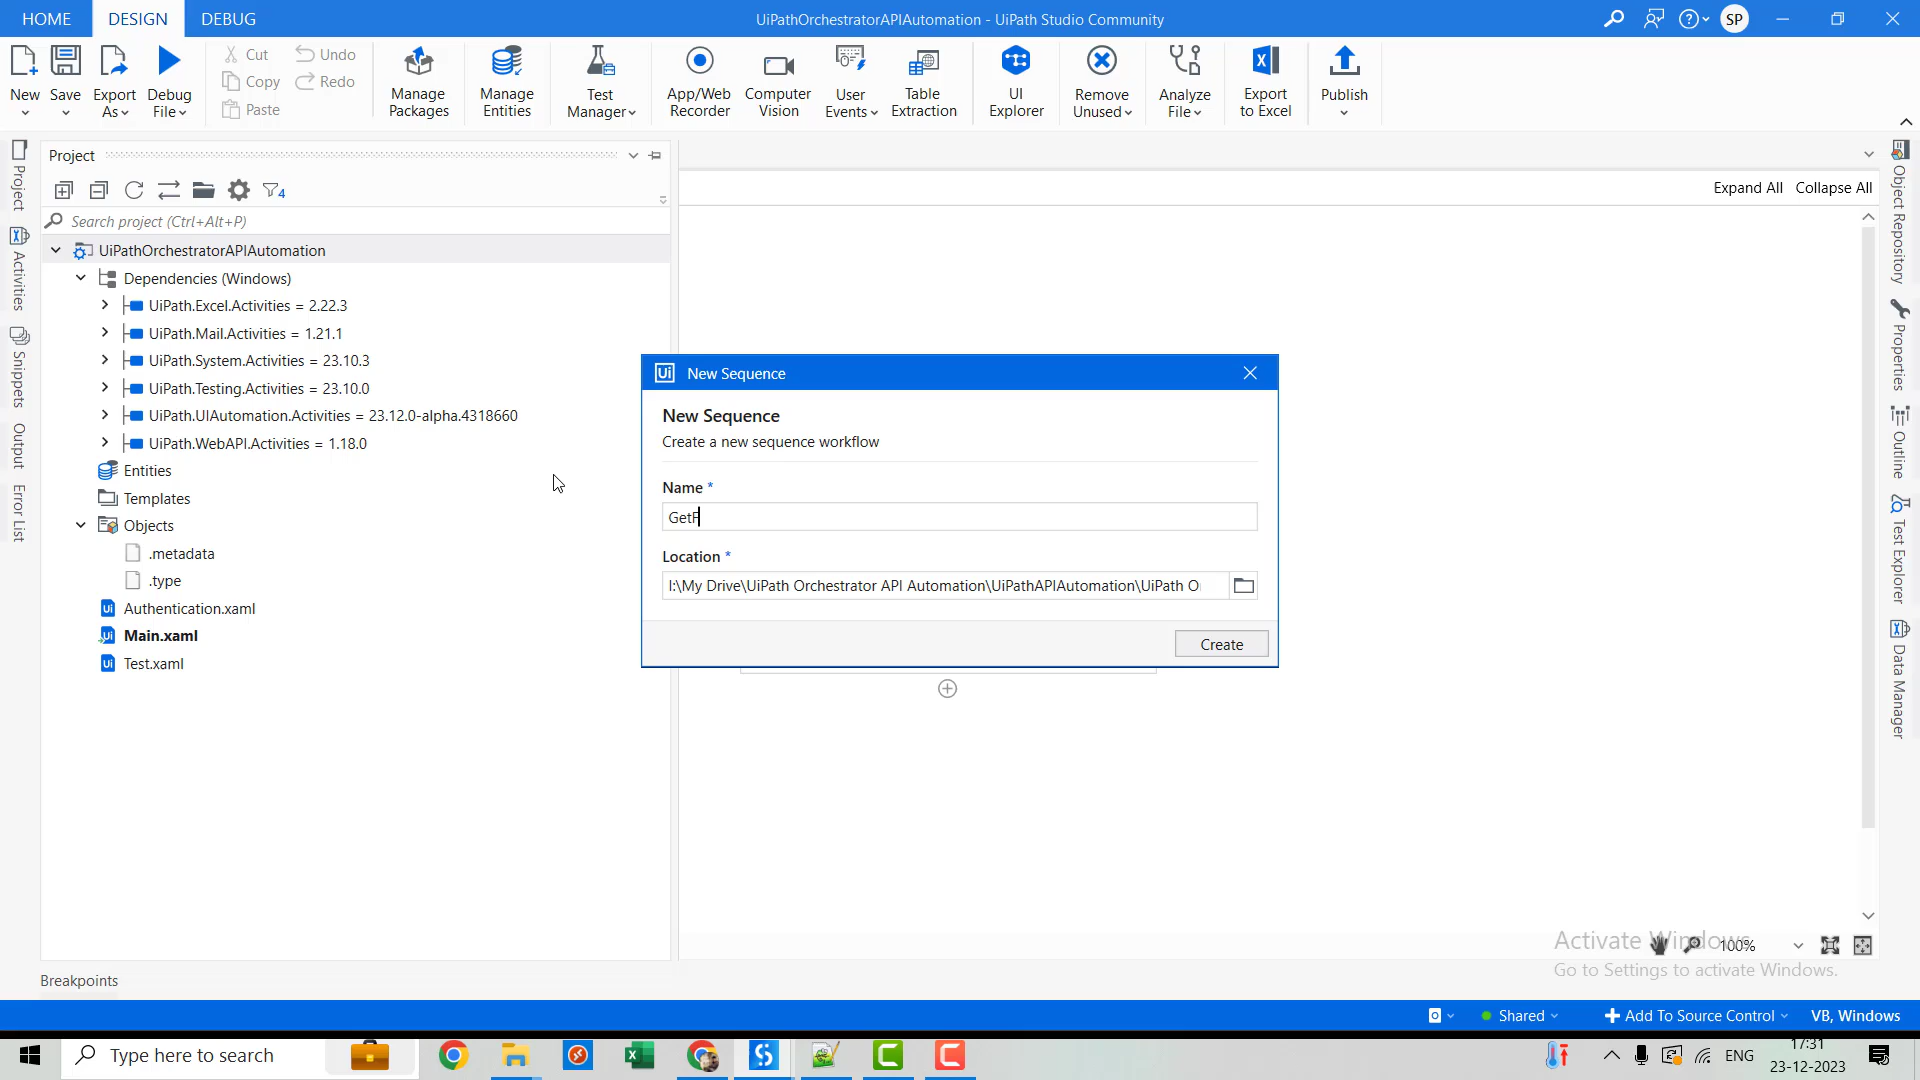 HOME DESIGN DEBUG UiPathOrchestratorAPIAutomation - UiPath Studio Community SP
New Save Export As Debug File Cut Copy Paste Undo Redo Manage Packages Manage Entities Test Manager App/Web Recorder Computer Vision User Events Table Extraction UI Explorer Remove Unused Analyze File Export to Excel Publish
Project
Expand All Collapse All
4
Search project (Ctrl+Alt+P)
UiPathOrchestratorAPIAutomation
Dependencies (Windows)
UiPath.Excel.Activities = 2.22.3
UiPath.Mail.Activities = 1.21.1
UiPath.System.Activities = 23.10.3
UiPath.Testing.Activities = 23.10.0
UiPath.UIAutomation.Activities = 23.12.0-alpha.4318660
UiPath.WebAPI.Activities = 1.18.0
Entities
Templates
Objects
.metadata
.type
Authentication.xaml
Main.xaml
Test.xaml
Project
Activities
Snippets
Output
Error List
Ui New Sequence
New Sequence
Create a new sequence workflow
Name *
GetF
Location *
I:\My Drive\UiPath Orchestrator API Automation\UiPathAPIAutomation\UiPath O
Create
Object Repository
Properties
Outline
Test Explorer
Data Manager
Activate Windows
Go to Settings to activate Windows.
100%
Breakpoints
Shared Add To Source Control VB, Windows
Type here to search
ENG
17:31
23-12-2023